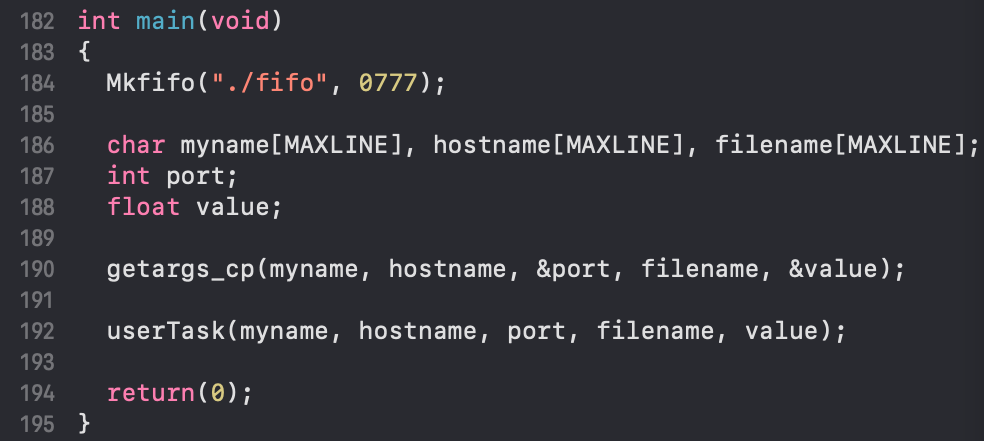 182 int main(void)
183 {
184   Mkfifo("./fifo", 0777);
185
186   char myname[MAXLINE], hostname[MAXLINE], filename[MAXLINE];
187   int port;
188   float value;
189
190   getargs_cp(myname, hostname, &port, filename, &value);
191
192   userTask(myname, hostname, port, filename, value);
193
194   return(0);
195 }